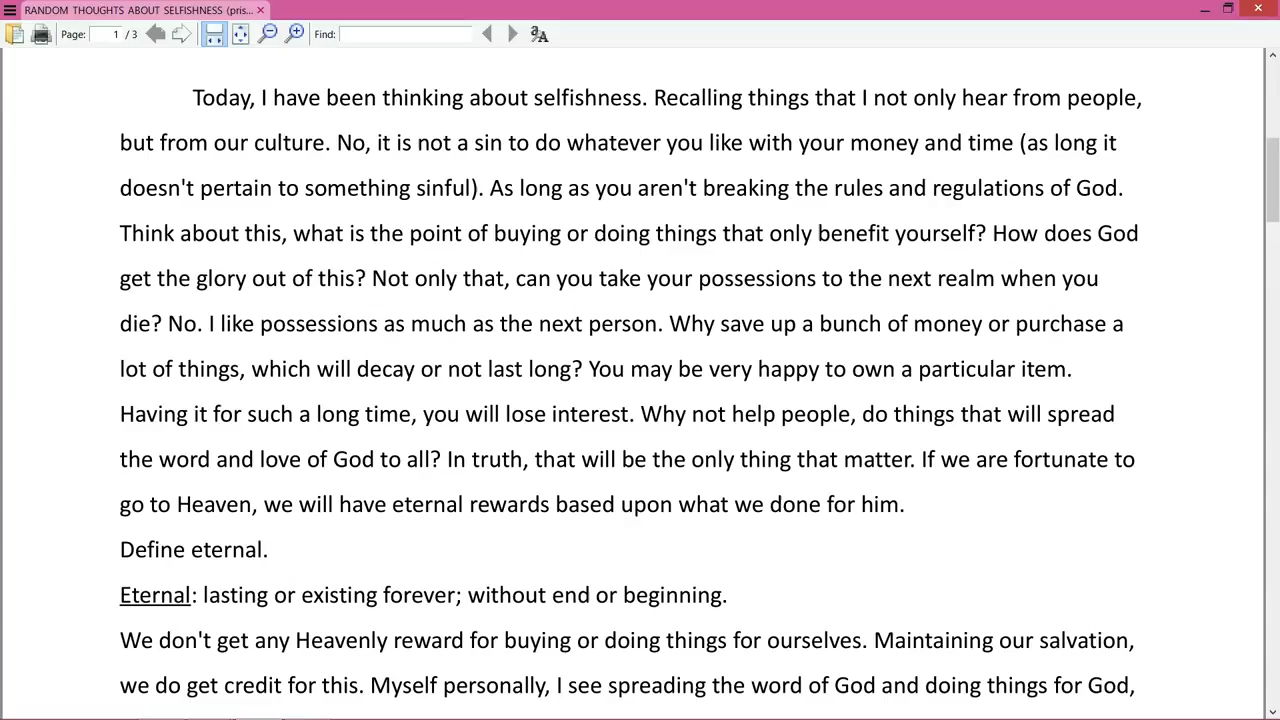 RANDOM THOUGHTS ABOUT SELFISHNESS (pris...
Page: 1 / 3 Find:
Today, I have been thinking about selfishness. Recalling things that I not only hear from people,
but from our culture. No, it is not a sin to do whatever you like with your money and time (as long it
doesn't pertain to something sinful). As long as you aren't breaking the rules and regulations of God.
Think about this, what is the point of buying or doing things that only benefit yourself? How does God
get the glory out of this? Not only that, can you take your possessions to the next realm when you
die? No. I like possessions as much as the next person. Why save up a bunch of money or purchase a
lot of things, which will decay or not last long? You may be very happy to own a particular item.
Having it for such a long time, you will lose interest. Why not help people, do things that will spread
the word and love of God to all? In truth, that will be the only thing that matter. If we are fortunate to
go to Heaven, we will have eternal rewards based upon what we done for him.
Define eternal.
Eternal: lasting or existing forever; without end or beginning.
We don't get any Heavenly reward for buying or doing things for ourselves. Maintaining our salvation,
we do get credit for this. Myself personally, I see spreading the word of God and doing things for God,